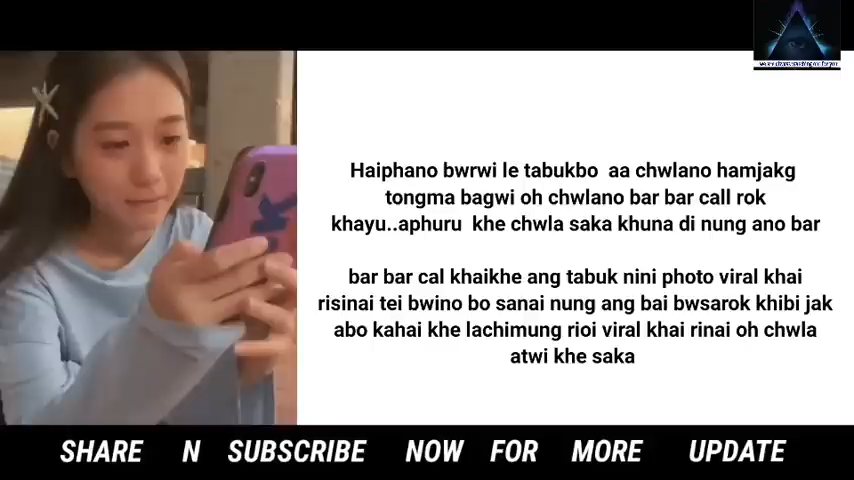 Haiphano bwrwi le tabukbo aa chwlano hamjakg
tongma bagwi oh chwlano bar bar call rok
khayu..aphuru khe chwla saka khuna di nung ano bar
bar bar cal khaikhe ang tabuk nini photo viral khai
risinai tei bwino bo sanai nung ang bai bwsarok khibi jak
abo kahai khe lachimung rioi viral khai rinai oh chwla
atwi khe saka
SHARE N SUBSCRIBE NOW FOR MORE UPDATE